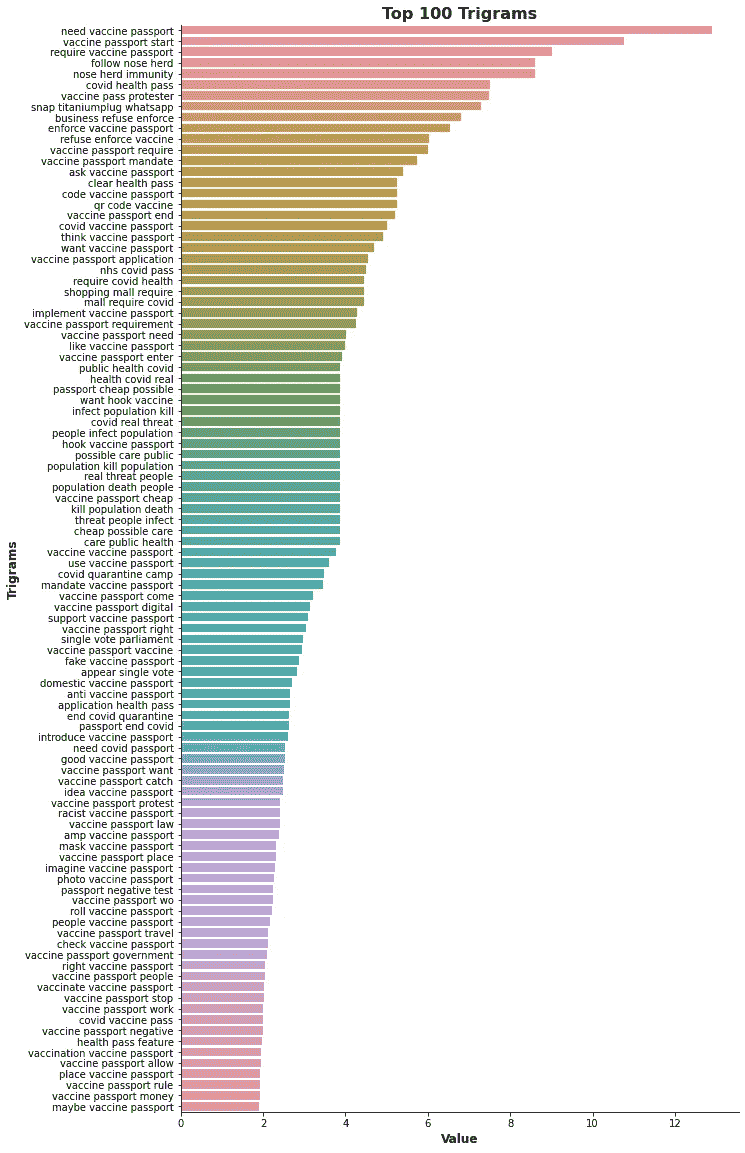 Top 100 Trigrams
need vaccine passport
vaccine passport start
require vaccine passport
follow nose herd
nose herd immunity
covid health pass
vaccine pass protester
snap titaniumplug whatsapp
business refuse enforce
enforce vaccine passport
refuse enforce vaccine
vaccine passport require
vaccine passport mandate
ask vaccine passport
clear health pass
code vaccine passport
qr code vaccine
vaccine passport end
covid vaccine passport
think vaccine passport
want vaccine passport
vaccine passport application
nhs covid pass
require covid health
shopping mall require
mall require covid
implement vaccine passport
vaccine passport requirement
vaccine passport need
like vaccine passport
vaccine passport enter
public health covid
health covid real
passport cheap possible
want hook vaccine
infect population kill
covid real threat
people infect population
hook vaccine passport
possible care public
population kill population
real threat people
population death people
vaccine passport cheap
kill population death
threat people infect
cheap possible care
care public health
vaccine vaccine passport
use vaccine passport
covid quarantine camp
mandate vaccine passport
vaccine passport come
vaccine passport digital
support vaccine passport
vaccine passport right
single vote parliament
vaccine passport vaccine
fake vaccine passport
appear single vote
domestic vaccine passport
anti vaccine passport
application health pass
end covid quarantine
passport end covid
introduce vaccine passport
need covid passport
good vaccine passport
vaccine passport want
vaccine passport catch
idea vaccine passport
vaccine passport protest
racist vaccine passport
vaccine passport law
amp vaccine passport
mask vaccine passport
vaccine passport place
imagine vaccine passport
photo vaccine passport
passport negative test
vaccine passport wo
roll vaccine passport
people vaccine passport
vaccine passport travel
check vaccine passport
vaccine passport government
right vaccine passport
vaccine passport people
vaccinate vaccine passport
vaccine passport stop
vaccine passport work
covid vaccine pass
vaccine passport negative
health pass feature
vaccination vaccine passport
vaccine passport allow
place vaccine passport
vaccine passport rule
vaccine passport money
maybe vaccine passport
Trigrams
0 2 4 6 8 10 12
Value